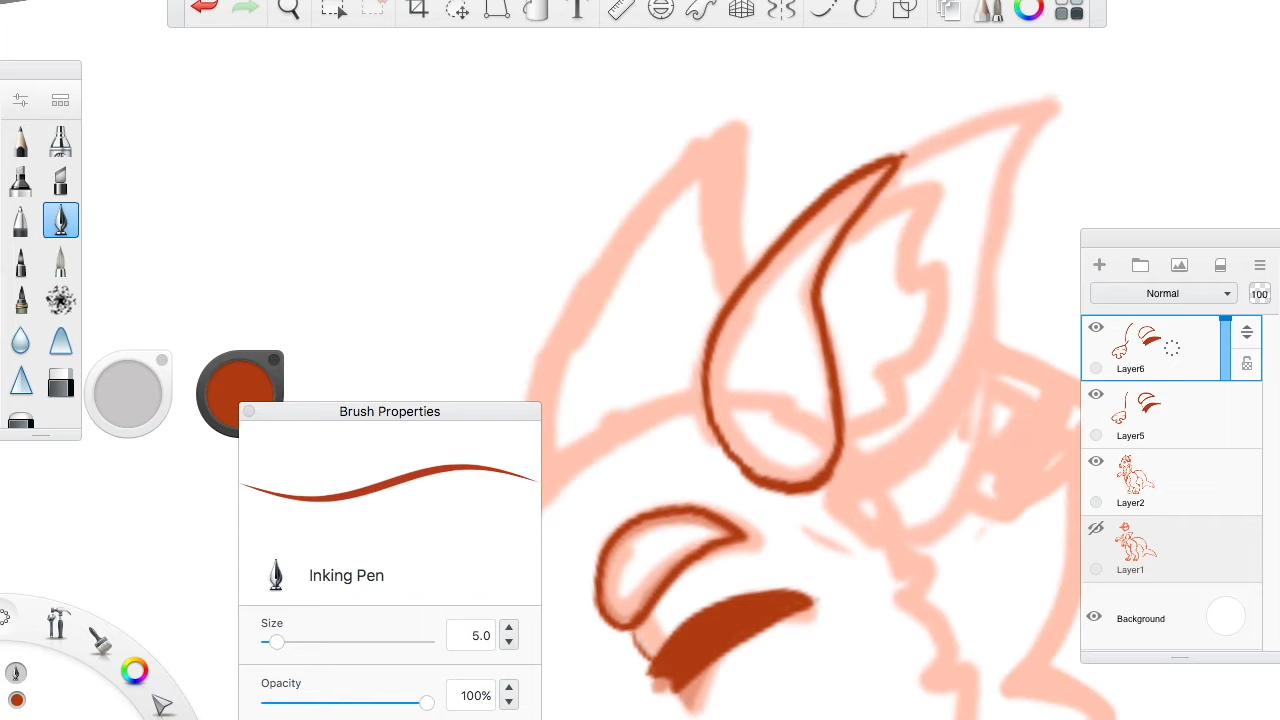 Brush Properties
Inking Pen
Size
5.0
Opacity
100%
Normal
100
Layer6
Layer5
Layer2
Layer1
Background